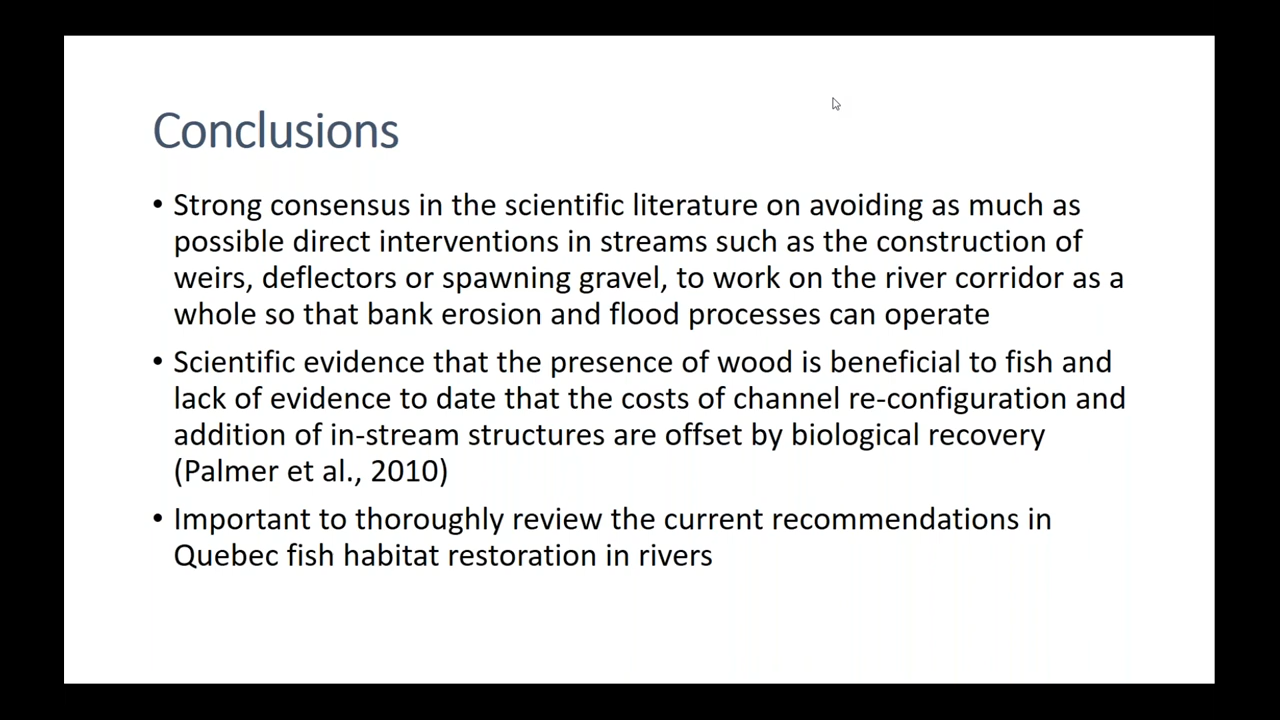 Conclusions
• Strong consensus in the scientific literature on avoiding as much as
possible direct interventions in streams such as the construction of
weirs, deflectors or spawning gravel, to work on the river corridor as a
whole so that bank erosion and flood processes can operate
• Scientific evidence that the presence of wood is beneficial to fish and
lack of evidence to date that the costs of channel re-configuration and
addition of in-stream structures are offset by biological recovery
(Palmer et al., 2010)
• Important to thoroughly review the current recommendations in
Quebec fish habitat restoration in rivers